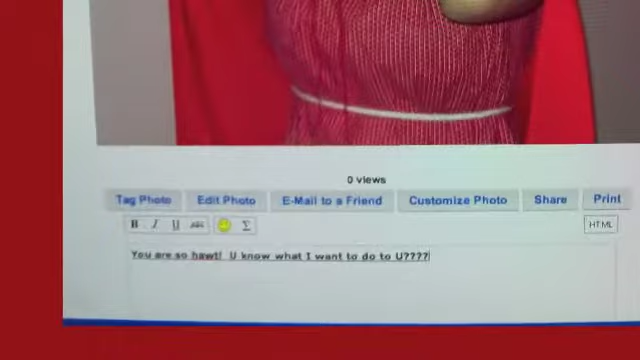 0 views
Tag Photo Edit Photo E-Mail to a Friend Customize Photo Share Print
B I U ABC Σ HTML
You are so hawt! U know what I want to do to U????